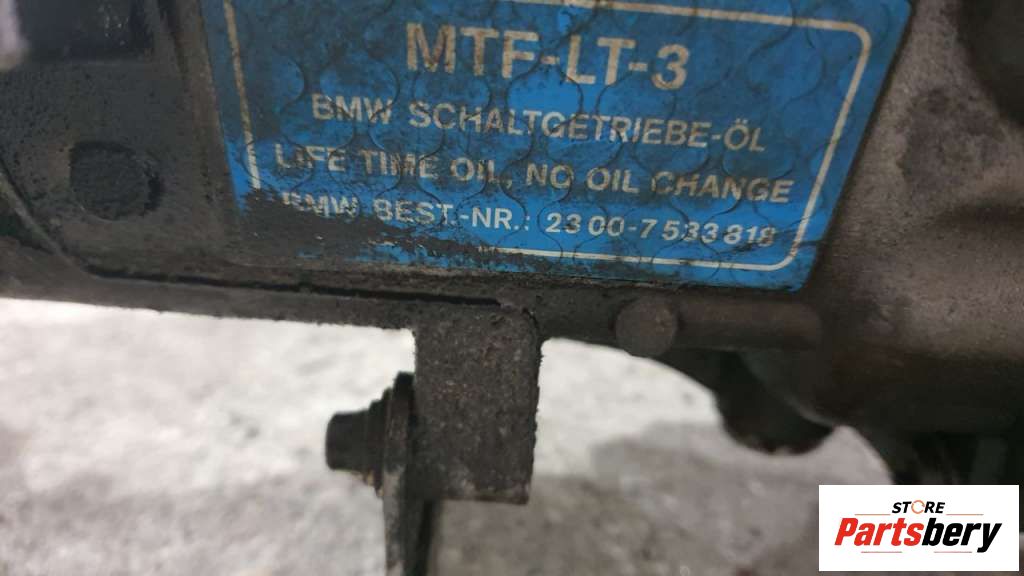 MTF-LT-3
BMW SCHALTGETRIEBE-ÖL
LIFE TIME OIL, NO OIL CHANGE
BMW BEST.-NR.: 23 00-7 533 818
STORE
Partsbery